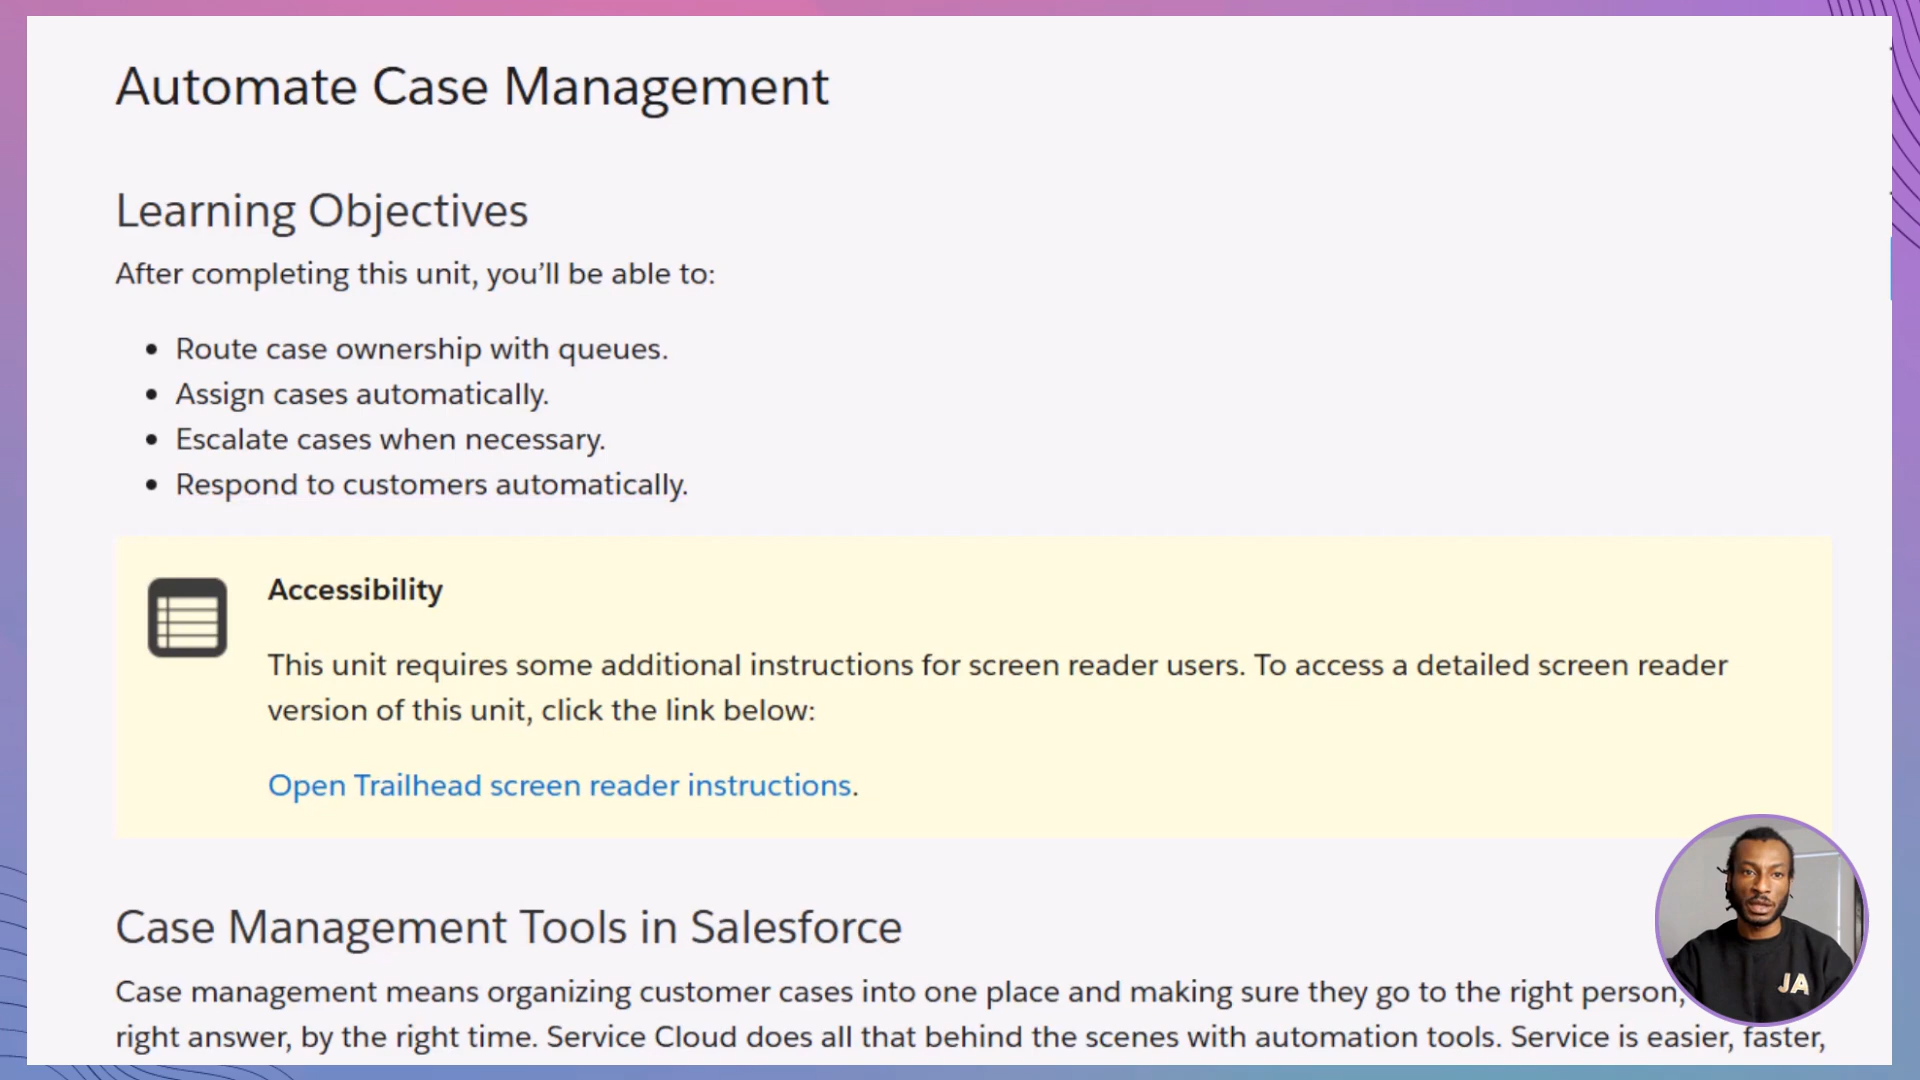 Automate Case Management
Learning Objectives
After completing this unit, you’ll be able to:
• Route case ownership with queues.
• Assign cases automatically.
• Escalate cases when necessary.
• Respond to customers automatically.
Accessibility
This unit requires some additional instructions for screen reader users. To access a detailed screen reader
version of this unit, click the link below:
Open Trailhead screen reader instructions.
Case Management Tools in Salesforce
Case management means organizing customer cases into one place and making sure they go to the right person,
right answer, by the right time. Service Cloud does all that behind the scenes with automation tools. Service is easier, faster,
JA